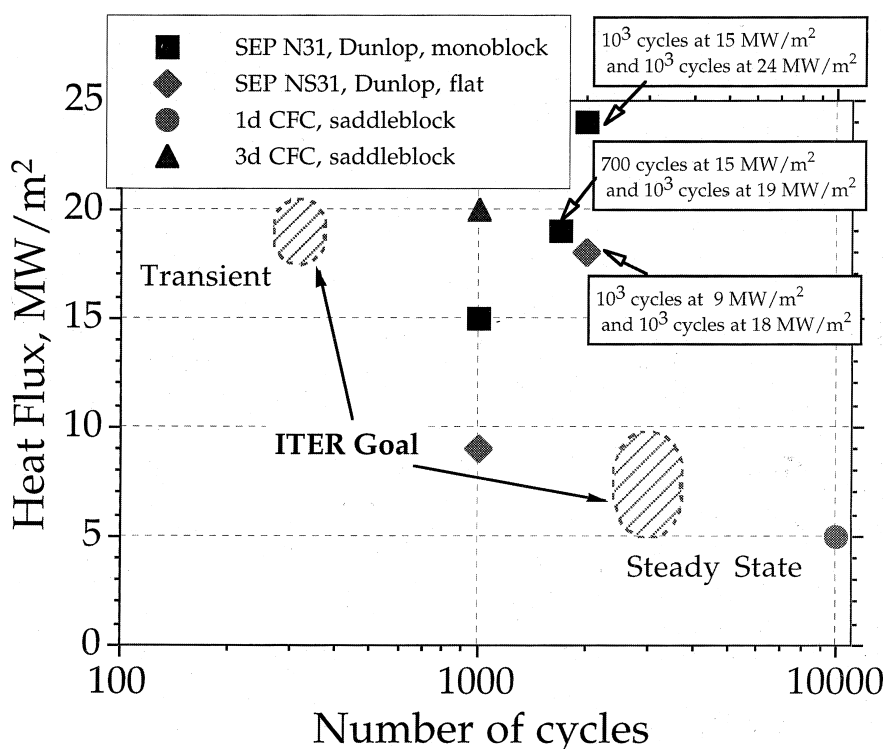 SEP N31, Dunlop, monoblock
SEP NS31, Dunlop, flat
1d CFC, saddleblock
3d CFC, saddleblock
10³ cycles at 15 MW/m²
and 10³ cycles at 24 MW/m²
700 cycles at 15 MW/m²
and 10³ cycles at 19 MW/m²
10³ cycles at 9 MW/m²
and 10³ cycles at 18 MW/m²
Transient
ITER Goal
Steady State
Heat Flux, MW/m²
25
20
15
10
5
0
100
1000
10000
Number of cycles